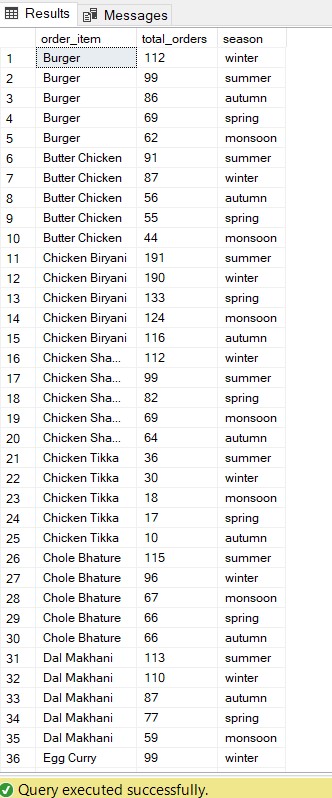 Results Messages
order_item total_orders season
1 Burger 112 winter
2 Burger 99 summer
3 Burger 86 autumn
4 Burger 69 spring
5 Burger 62 monsoon
6 Butter Chicken 91 summer
7 Butter Chicken 87 winter
8 Butter Chicken 56 autumn
9 Butter Chicken 55 spring
10 Butter Chicken 44 monsoon
11 Chicken Biryani 191 summer
12 Chicken Biryani 190 winter
13 Chicken Biryani 133 spring
14 Chicken Biryani 124 monsoon
15 Chicken Biryani 116 autumn
16 Chicken Sha... 112 winter
17 Chicken Sha... 99 summer
18 Chicken Sha... 82 spring
19 Chicken Sha... 69 monsoon
20 Chicken Sha... 64 autumn
21 Chicken Tikka 36 summer
22 Chicken Tikka 30 winter
23 Chicken Tikka 18 monsoon
24 Chicken Tikka 17 spring
25 Chicken Tikka 10 autumn
26 Chole Bhature 115 summer
27 Chole Bhature 96 winter
28 Chole Bhature 67 monsoon
29 Chole Bhature 66 spring
30 Chole Bhature 66 autumn
31 Dal Makhani 113 summer
32 Dal Makhani 110 winter
33 Dal Makhani 87 autumn
34 Dal Makhani 77 spring
35 Dal Makhani 59 monsoon
36 Egg Curry 99 winter
Query executed successfully.